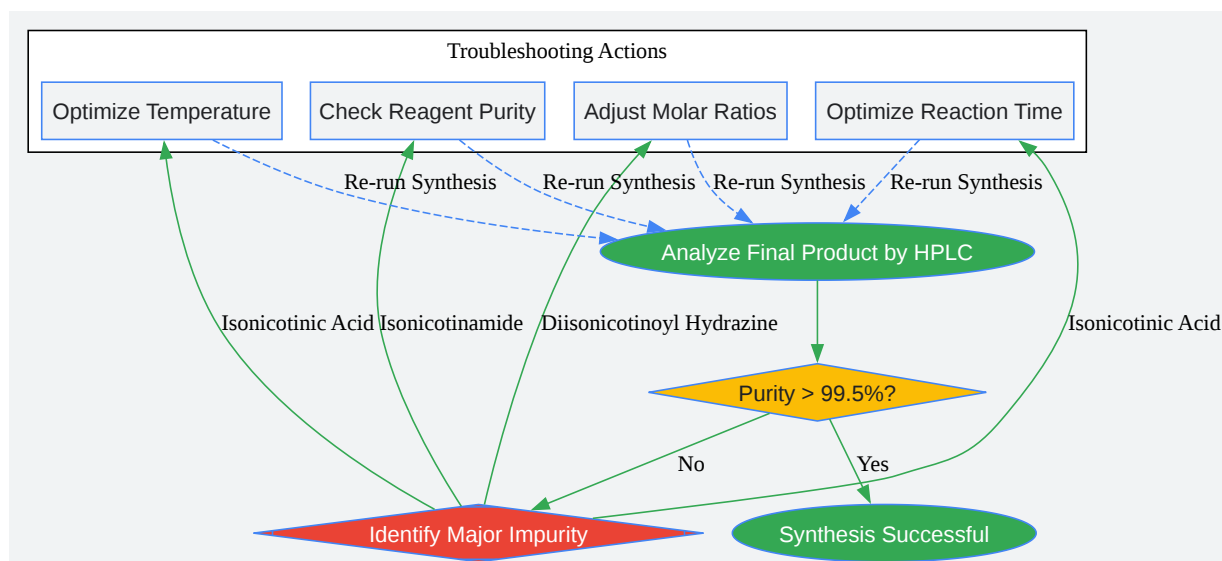 Troubleshooting Actions
Optimize Temperature
Check Reagent Purity
Adjust Molar Ratios
Optimize Reaction Time
Re-run Synthesis
Re-run Synthesis
Re-run Synthesis
Re-run Synthesis
Analyze Final Product by HPLC
Isonicotinic Acid
Isonicotinamide
Diisonicotinoyl Hydrazine
Isonicotinic Acid
Purity > 99.5%?
No
Yes
Identify Major Impurity
Synthesis Successful